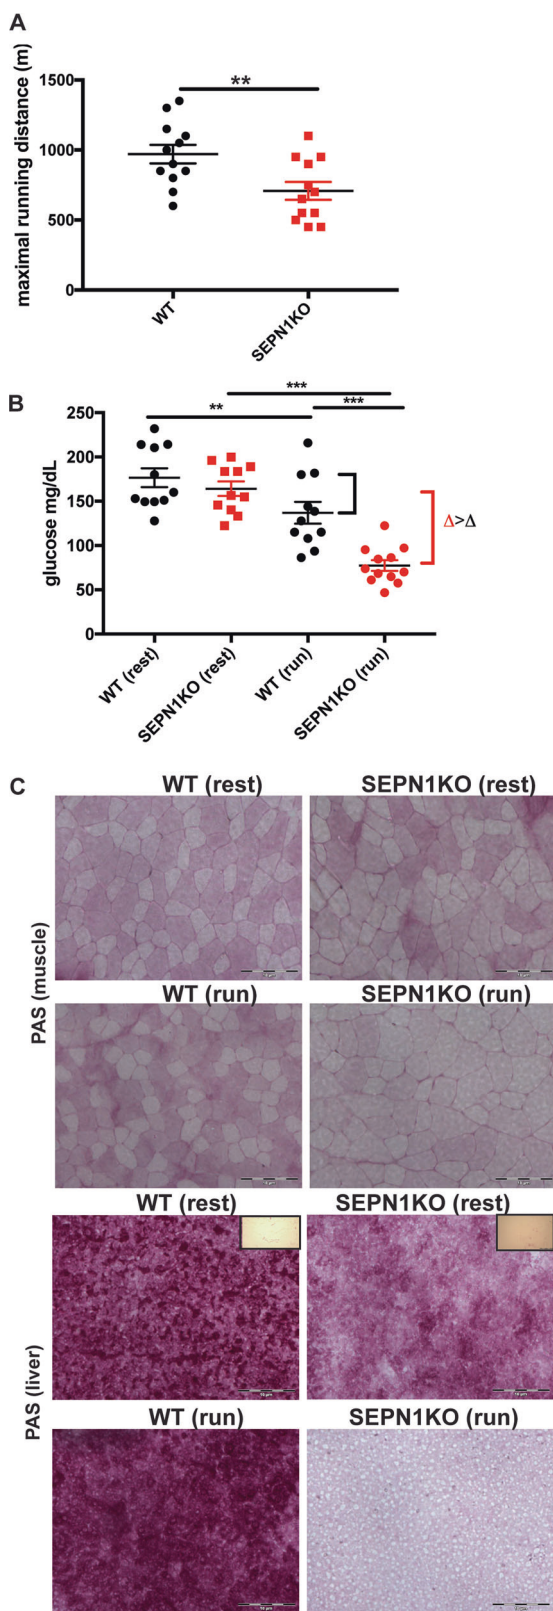 A
maximal running distance (m)
1500
1000
500
0
**
WT
SEPN1KO
B
glucose mg/dL
250
200
150
100
50
0
***
**
***
Δ>Δ
WT (rest)
SEPN1KO (rest)
WT (run)
SEPN1KO (run)
C
PAS (muscle)
WT (rest)
SEPN1KO (rest)
WT (run)
SEPN1KO (run)
PAS (liver)
WT (rest)
SEPN1KO (rest)
WT (run)
SEPN1KO (run)